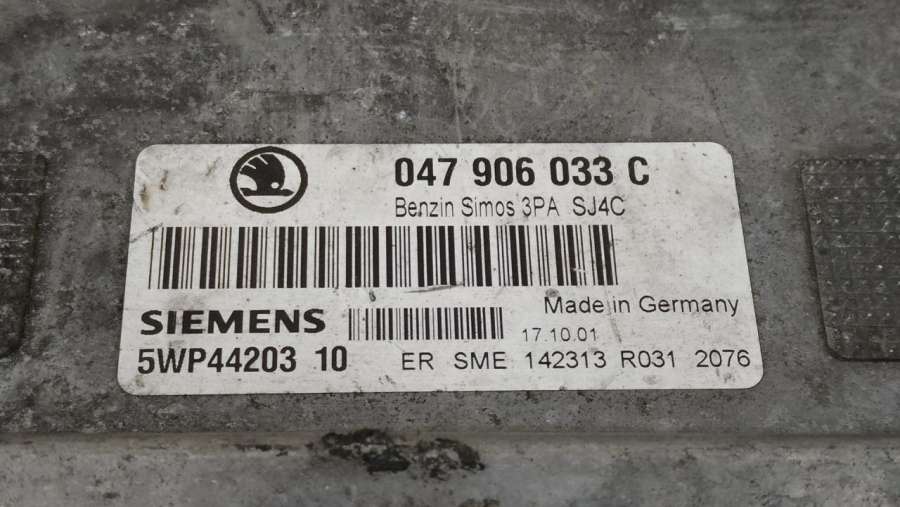 047 906 033 C
Benzin Simos 3PA SJ4C
Made in Germany
SIEMENS
17.10.01
5WP44203 10
ER SME 142313 R031 2076